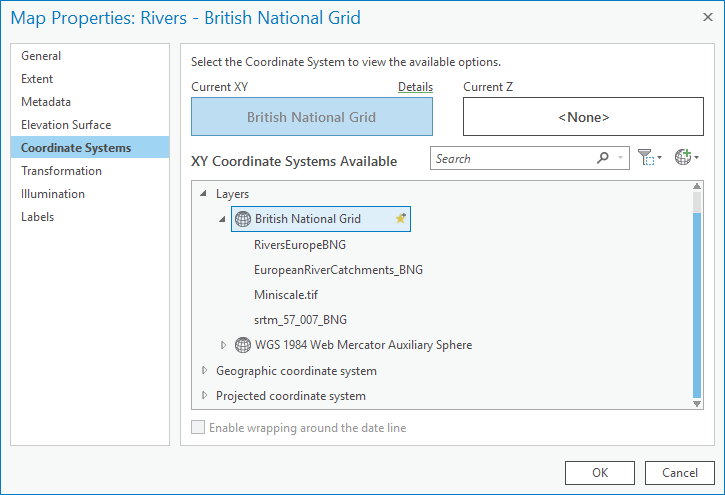 Map Properties: Rivers - British National Grid
General
Extent
Metadata
Elevation Surface
Coordinate Systems
Transformation
Illumination
Labels
Select the Coordinate System to view the available options.
Current XY Details Current Z
British National Grid <None>
XY Coordinate Systems Available Search
Layers
British National Grid
RiversEuropeBNG
EuropeanRiverCatchments_BNG
Miniscale.tif
srtm_57_007_BNG
WGS 1984 Web Mercator Auxiliary Sphere
Geographic coordinate system
Projected coordinate system
Enable wrapping around the date line
OK Cancel